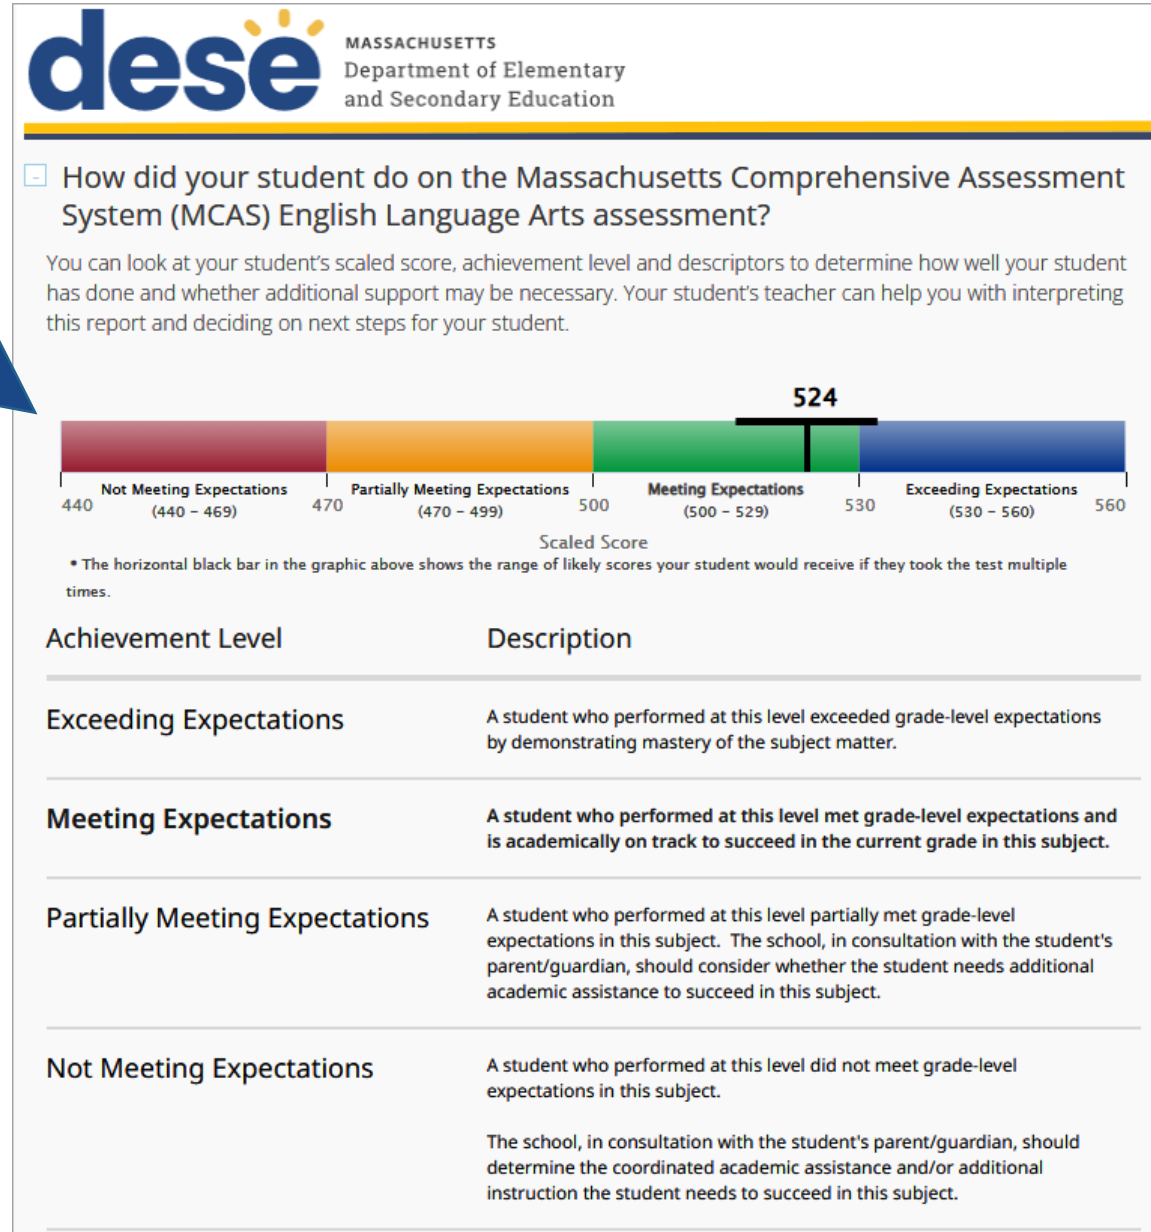 dese
MASSACHUSETTS
Department of Elementary
and Secondary Education
- How did your student do on the Massachusetts Comprehensive Assessment
System (MCAS) English Language Arts assessment?
You can look at your student's scaled score, achievement level and descriptors to determine how well your student
has done and whether additional support may be necessary. Your student's teacher can help you with interpreting
this report and deciding on next steps for your student.
524
Not Meeting Expectations Partially Meeting Expectations Meeting Expectations Exceeding Expectations
440 (440 – 469) 470 (470 – 499) 500 (500 – 529) 530 (530 – 560) 560
Scaled Score
* The horizontal black bar in the graphic above shows the range of likely scores your student would receive if they took the test multiple
times.
Achievement Level Description
Exceeding Expectations A student who performed at this level exceeded grade-level expectations
by demonstrating mastery of the subject matter.
Meeting Expectations A student who performed at this level met grade-level expectations and
is academically on track to succeed in the current grade in this subject.
Partially Meeting Expectations A student who performed at this level partially met grade-level
expectations in this subject. The school, in consultation with the student's
parent/guardian, should consider whether the student needs additional
academic assistance to succeed in this subject.
Not Meeting Expectations A student who performed at this level did not meet grade-level
expectations in this subject.
The school, in consultation with the student's parent/guardian, should
determine the coordinated academic assistance and/or additional
instruction the student needs to succeed in this subject.